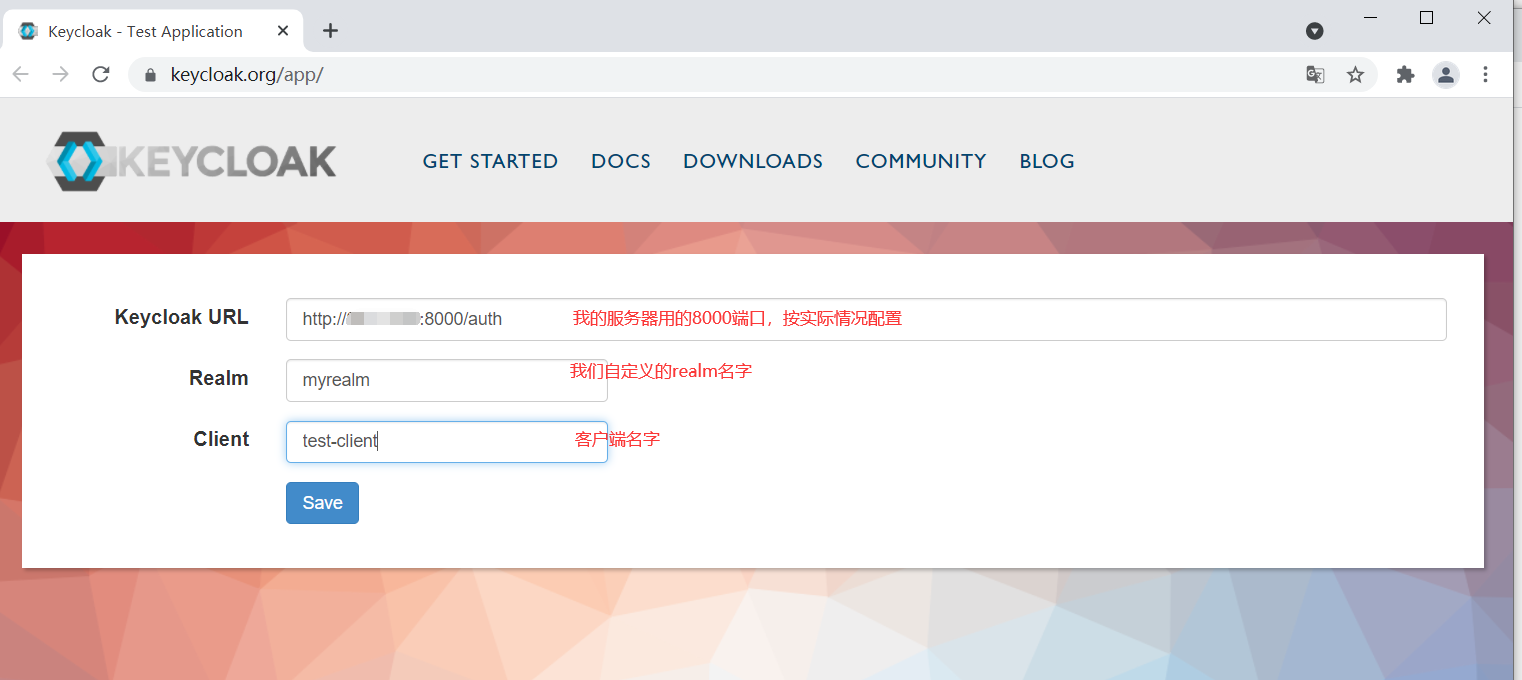 Keycloak - Test Application
keycloak.org/app/
KEYCLOAK
GET STARTED DOCS DOWNLOADS COMMUNITY BLOG
Keycloak URL http:// :8000/auth 我的服务器用的8000端口，按实际情况配置
Realm myrealm 我们自定义的realm名字
Client test-client 客户端名字
Save